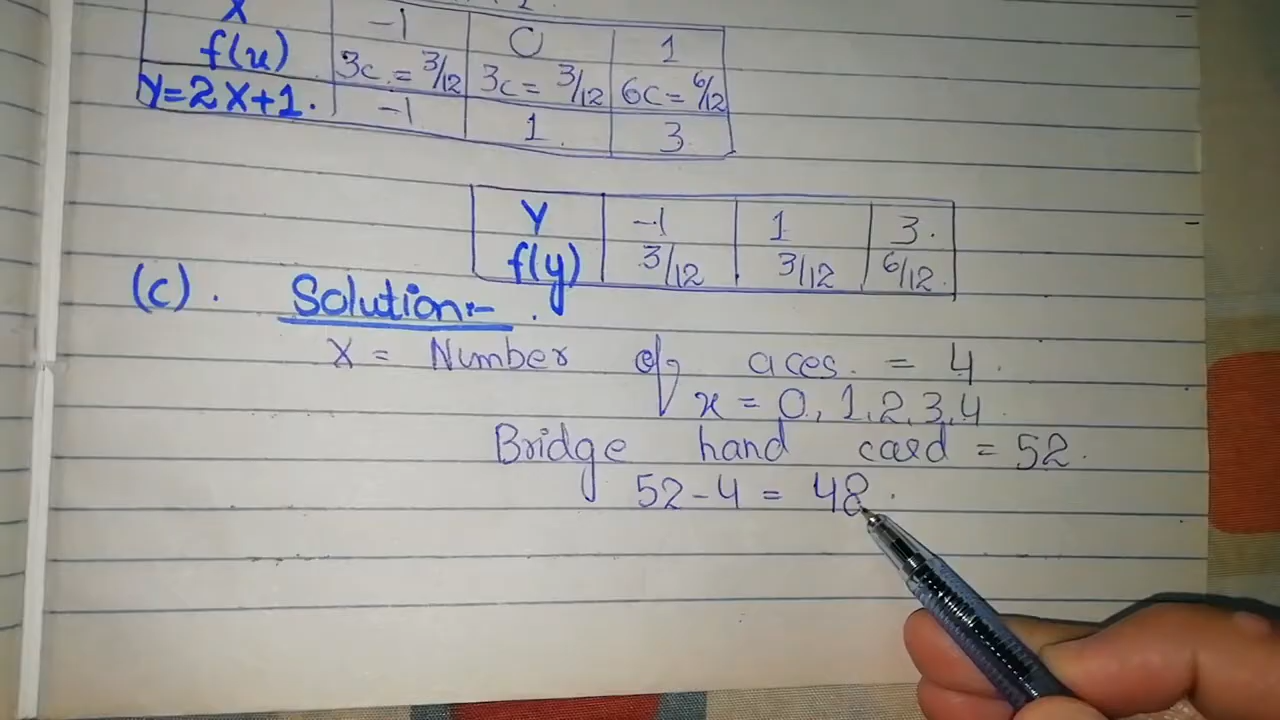 X -1 0 1
f(x) 3c = 3/12 3c = 3/12 6c = 6/12
Y=2X+1. -1 1 3
Y -1 1 3.
f(y) 3/12 3/12 6/12.
(c). Solution:-.
X = Number of aces. = 4.
x = 0, 1, 2, 3, 4
Bridge hand card = 52.
52-4 = 48.